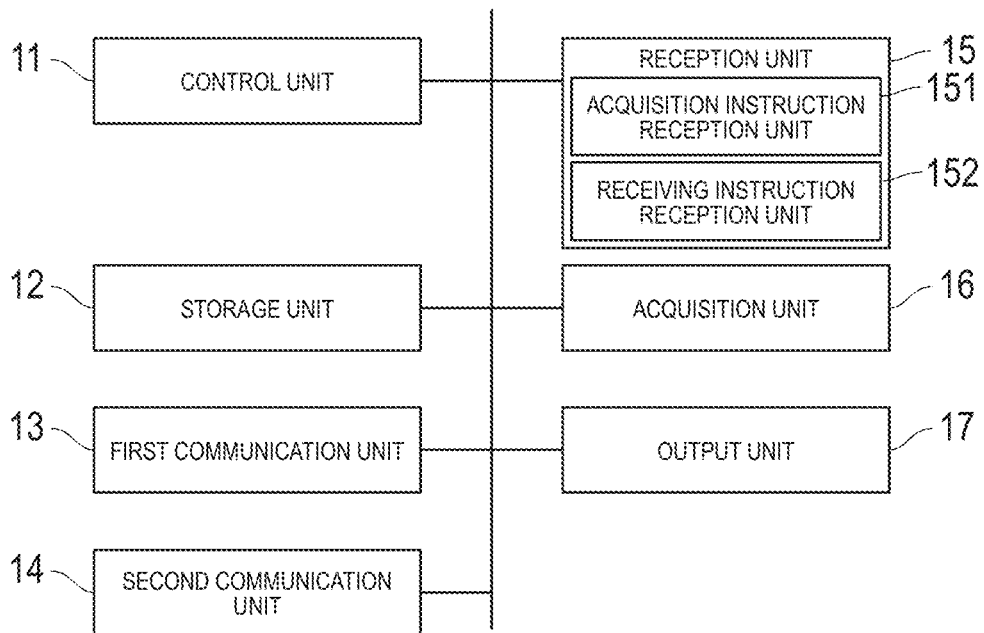 11
CONTROL UNIT
RECEPTION UNIT
15
ACQUISITION INSTRUCTION
RECEPTION UNIT
151
RECEIVING INSTRUCTION
RECEPTION UNIT
152
12
STORAGE UNIT
ACQUISITION UNIT
16
13
FIRST COMMUNICATION UNIT
OUTPUT UNIT
17
14
SECOND COMMUNICATION
UNIT